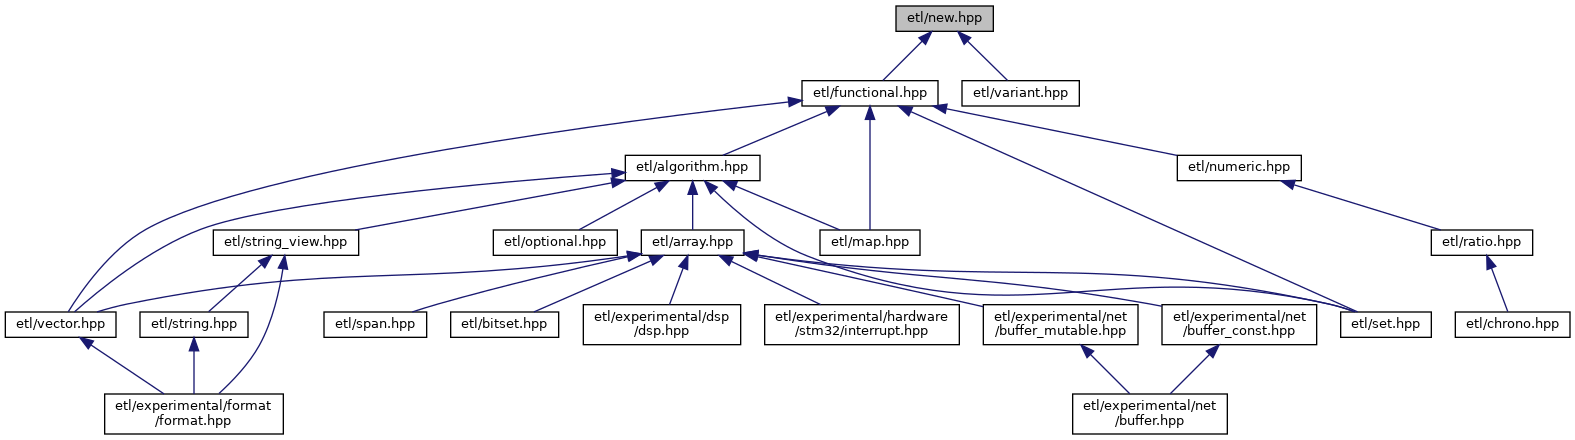 etl/new.hpp
etl/functional.hpp
etl/variant.hpp
etl/algorithm.hpp
etl/numeric.hpp
etl/string_view.hpp
etl/optional.hpp
etl/array.hpp
etl/map.hpp
etl/ratio.hpp
etl/vector.hpp
etl/string.hpp
etl/span.hpp
etl/bitset.hpp
etl/experimental/dsp
/dsp.hpp
etl/experimental/hardware
/stm32/interrupt.hpp
etl/experimental/net
/buffer_mutable.hpp
etl/experimental/net
/buffer_const.hpp
etl/set.hpp
etl/chrono.hpp
etl/experimental/format
/format.hpp
etl/experimental/net
/buffer.hpp